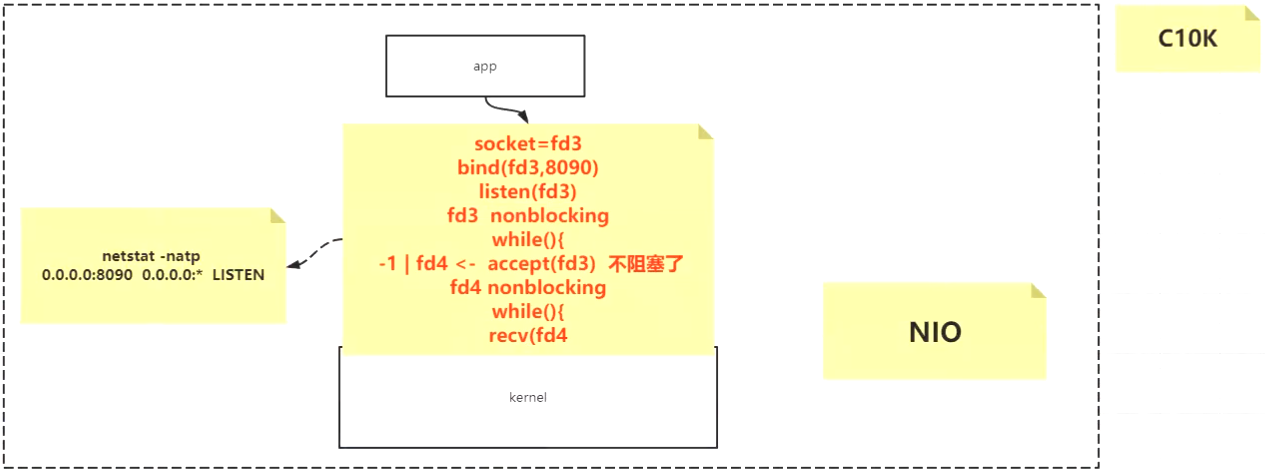 C10K
app
socket=fd3
bind(fd3,8090)
listen(fd3)
fd3 nonblocking
while(){
-1 | fd4 <- accept(fd3) 不阻塞了
fd4 nonblocking
while(){
recv(fd4
netstat -natp
0.0.0.0:8090 0.0.0.0:* LISTEN
NIO
kernel